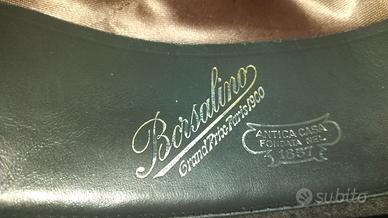 Borsalino
Grand Prix Paris 1900
ANTICA CASA
FONDATA NEL
1857
subito